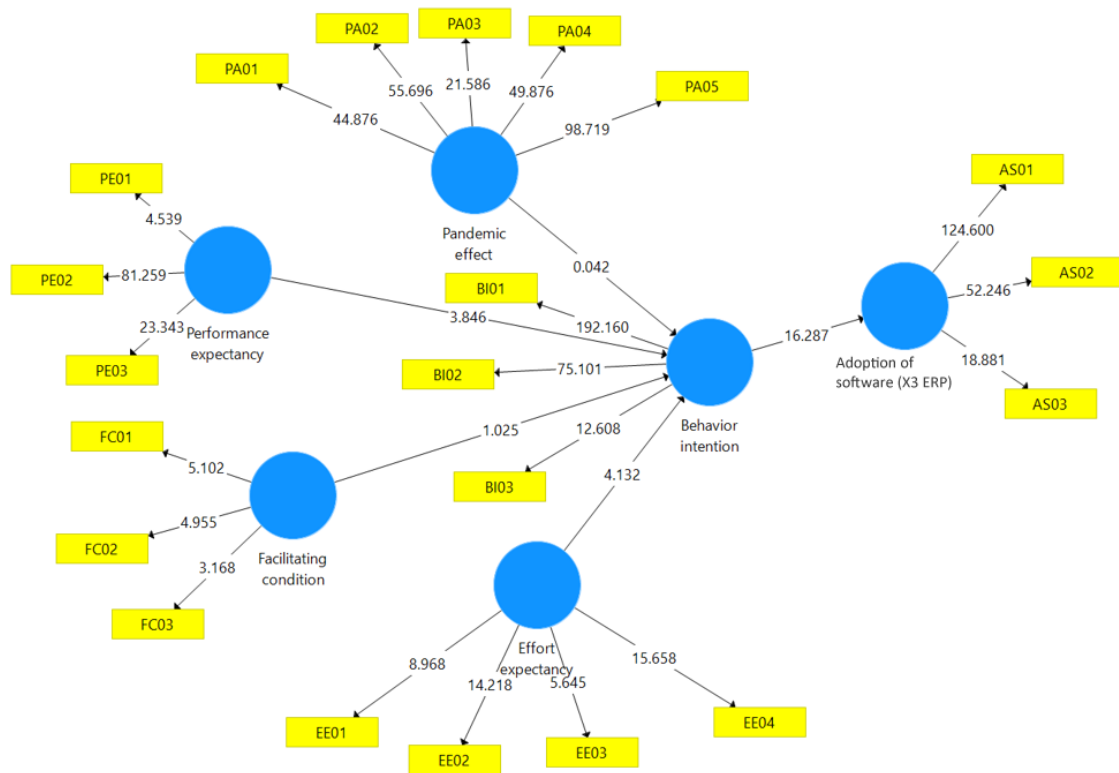 PA03
PA02
PA04
PA01
PA05
55.696
21.586
49.876
44.876
98.719
PE01
AS01
4.539
Pandemic
effect
124.600
PE02
81.259
0.042
BI01
AS02
52.246
23.343
Performance
expectancy
3.846
192.160
16.287
PE03
BI02
75.101
Adoption of
software (X3 ERP)
18.881
AS03
FC01
1.025
12.608
Behavior
intention
5.102
BI03
4.132
FC02
4.955
Facilitating
condition
3.168
FC03
Effort
expectancy
8.968
14.218
5.645
15.658
EE01
EE02
EE03
EE04